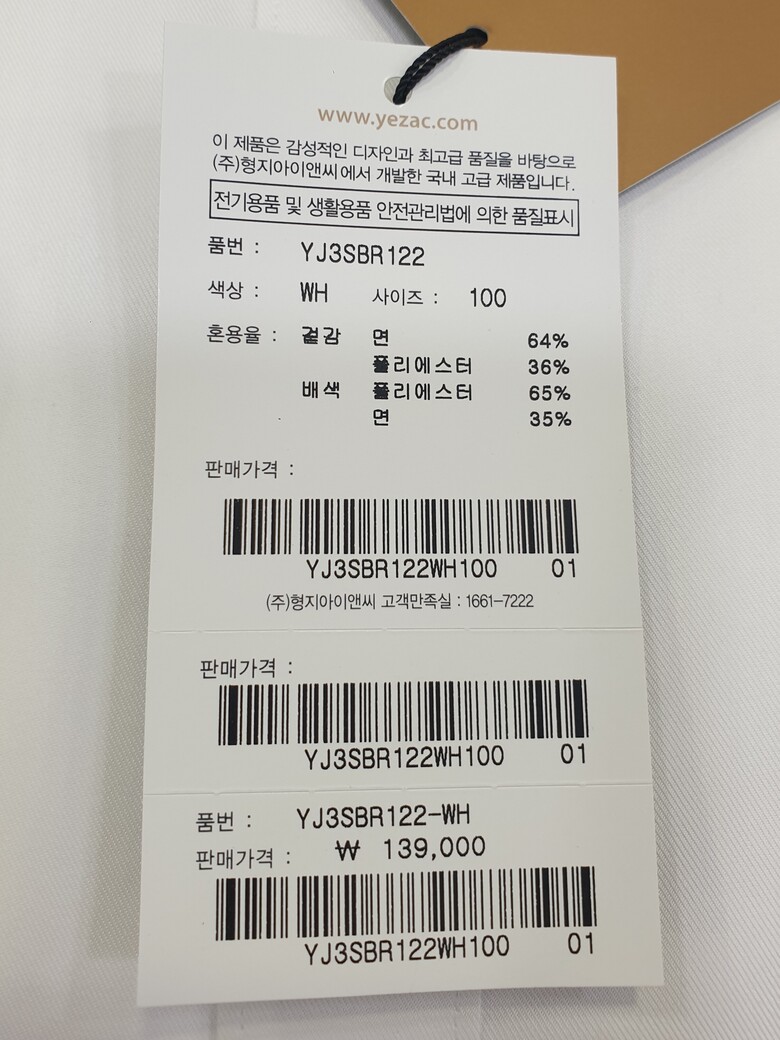 www.yezac.com
이 제품은 감성적인 디자인과 최고급 품질을 바탕으로
(주)형지아이앤씨에서 개발한 국내 고급 제품입니다.
전기용품 및 생활용품 안전관리법에 의한 품질표시
품번 : YJ3SBR122
색상 : WH 사이즈 : 100
혼용율 : 겉감 면 64%
폴리에스터 36%
배색 폴리에스터 65%
면 35%
판매가격 :
YJ3SBR122WH100 01
(주)형지아이앤씨 고객만족실 : 1661-7222
판매가격 :
YJ3SBR122WH100 01
품번 : YJ3SBR122-WH
판매가격 : ₩ 139,000
YJ3SBR122WH100 01